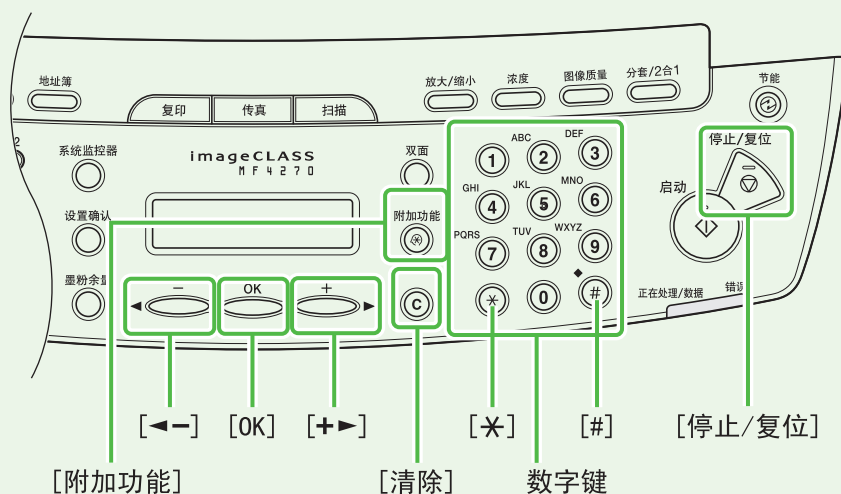 地址簿
复印
传真
扫描
放大/缩小
浓度
图像质量
分套/2合1
节能
系统监控器
imageCLASS
MF4270
双面
ABC
DEF
1
2
3
停止/复位
设置确认
附加功能
GHI
JKL
MNO
4
5
6
启动
PQRS
TUV
WXYZ
7
8
9
墨粉余量
−
OK
+
◄
►
C
*
0
#
◆
正在处理/数据
错误
[◄−]
[OK]
[+►]
[*]
[#]
[停止/复位]
[附加功能]
[清除]
数字键